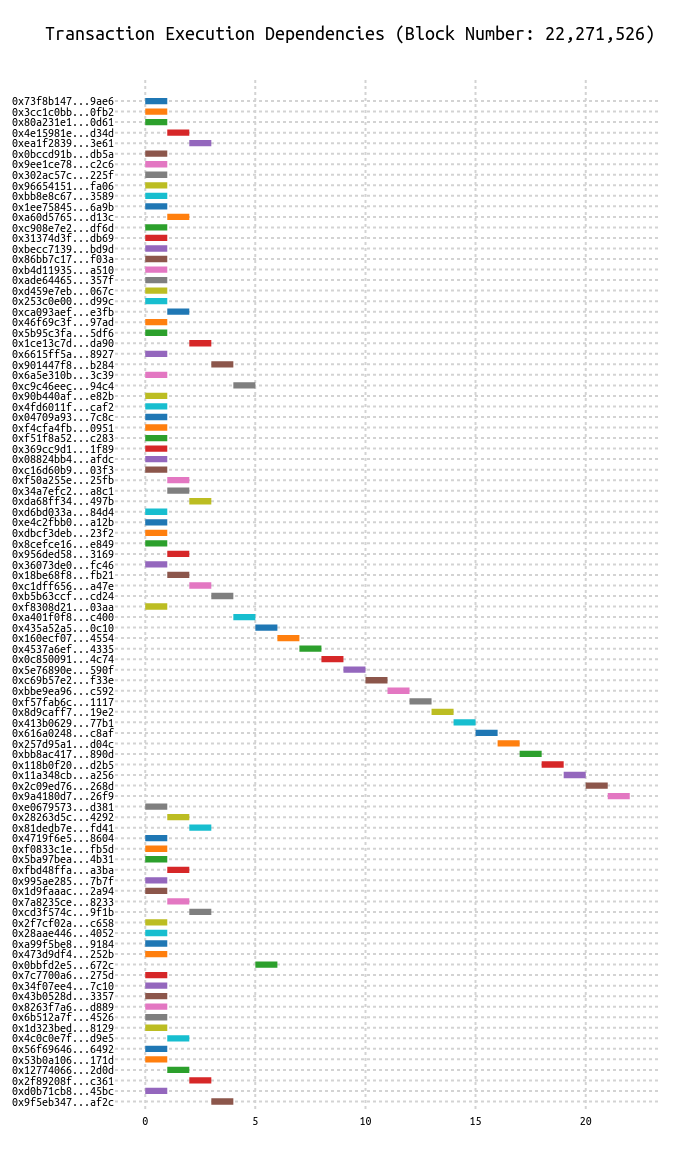 Transaction Execution Dependencies (Block Number: 22,271,526)
0x73f8b147...9ae6
0x3cc1c0bb...0fb2
0x80a231e1...0d61
0x4e15981e...d34d
0xea1f2839...3e61
0x0bccd91b...db5a
0x9ee1ce78...c2c6
0x302ac57c...225f
0x96654151...fa06
0xbb8e8c67...3589
0x1ee75845...6a9b
0xa60d5765...d13c
0xc908e7e2...df6d
0x31374d3f...db69
0xbecc7139...bd9d
0x86bb7c17...f03a
0xb4d11935...a510
0xade64465...357f
0xd459e7eb...067c
0x253c0e00...d99c
0xca093aef...e3fb
0x46f69c3f...97ad
0x5b95c3fa...5df6
0x1ce13c7d...da90
0x6615ff5a...8927
0x901447f8...b284
0x6a5e310b...3c39
0xc9c46eec...94c4
0x90b440af...e82b
0x4fd6011f...caf2
0x04709a93...7c8c
0xf4cfa4fb...0951
0xf51f8a52...c283
0x369cc9d1...1f89
0x08824bb4...afdc
0xc16d60b9...03f3
0xf50a255e...25fb
0x34a7efc2...a8c1
0xda68ff34...497b
0xd6bd033a...84d4
0xe4c2fbb0...a12b
0xdbcf3deb...23f2
0x8cefce16...e849
0x956ded58...3169
0x36073de0...fc46
0x18be68f8...fb21
0xc1dff656...a47e
0xb5b63ccf...cd24
0xf8308d21...03aa
0xa401f0f8...c400
0x435a52a5...0c10
0x160ecf07...4554
0x4537a6ef...4335
0x0c850091...4c74
0x5e76890e...590f
0xc69b57e2...f33e
0xbbe9ea96...c592
0xf57fab6c...1117
0x8d9caff7...19e2
0x413b0629...77b1
0x616a0248...c8af
0x257d95a1...d04c
0xbb8ac417...890d
0x118b0f20...d2b5
0x11a348cb...a256
0x2c09ed76...268d
0x9a4180d7...26f9
0xe0679573...d381
0x28263d5c...4292
0x81dedb7e...fd41
0x4719f6e5...8604
0xf0833c1e...fb5d
0x5ba97bea...4b31
0xfbd48ffa...a3ba
0x995ae285...7b7f
0x1d9faaac...2a94
0x7a8235ce...8233
0xcd3f574c...9f1b
0x2f7cf02a...c658
0x28aae446...4052
0xa99f5be8...9184
0x473d9df4...252b
0x0bbfd2e5...672c
0x7c7700a6...275d
0x34f07ee4...7c10
0x43b0528d...3357
0x8263f7a6...d889
0x6b512a7f...4526
0x1d323bed...8129
0x4c0c0e7f...d9e5
0x56f69646...6492
0x53b0a106...171d
0x12774066...2d0d
0x2f89208f...c361
0xd0b71cb8...45bc
0x9f5eb347...af2c
0 5 10 15 20